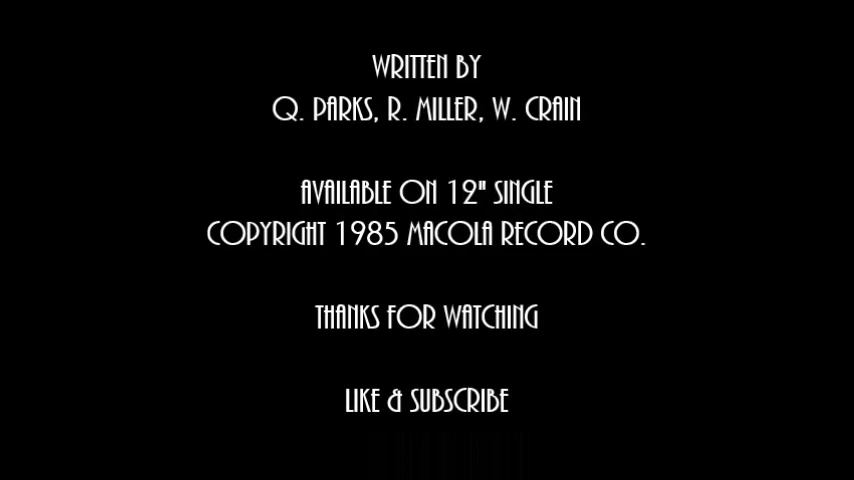 WRITTEN BY
Q. PARKS, R. MILLER, W. CRAIN
AVAILABLE ON 12" SINGLE
COPYRIGHT 1985 MACOLA RECORD CO.
THANKS FOR WATCHING
LIKE & SUBSCRIBE